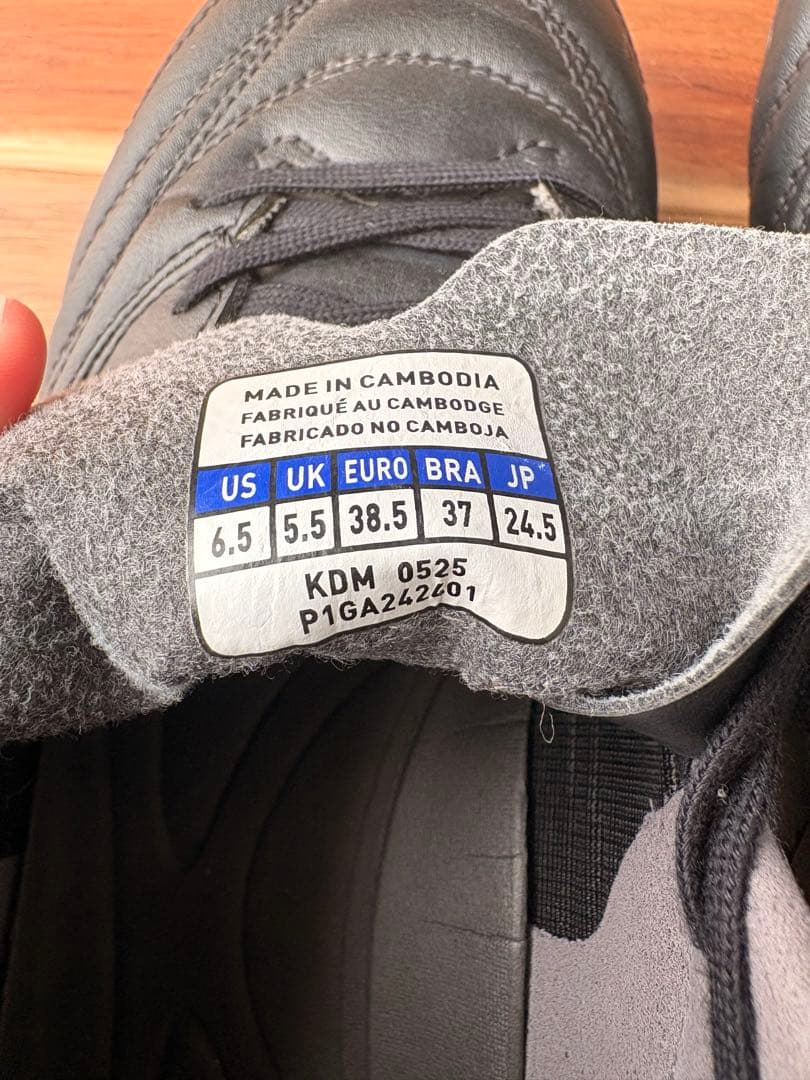 MADE IN CAMBODIA
FABRIQUÉ AU CAMBODGE
FABRICADO NO CAMBOJA
US UK EURO BRA JP
6.5 5.5 38.5 37 24.5
KDM 0525
P1GA242401